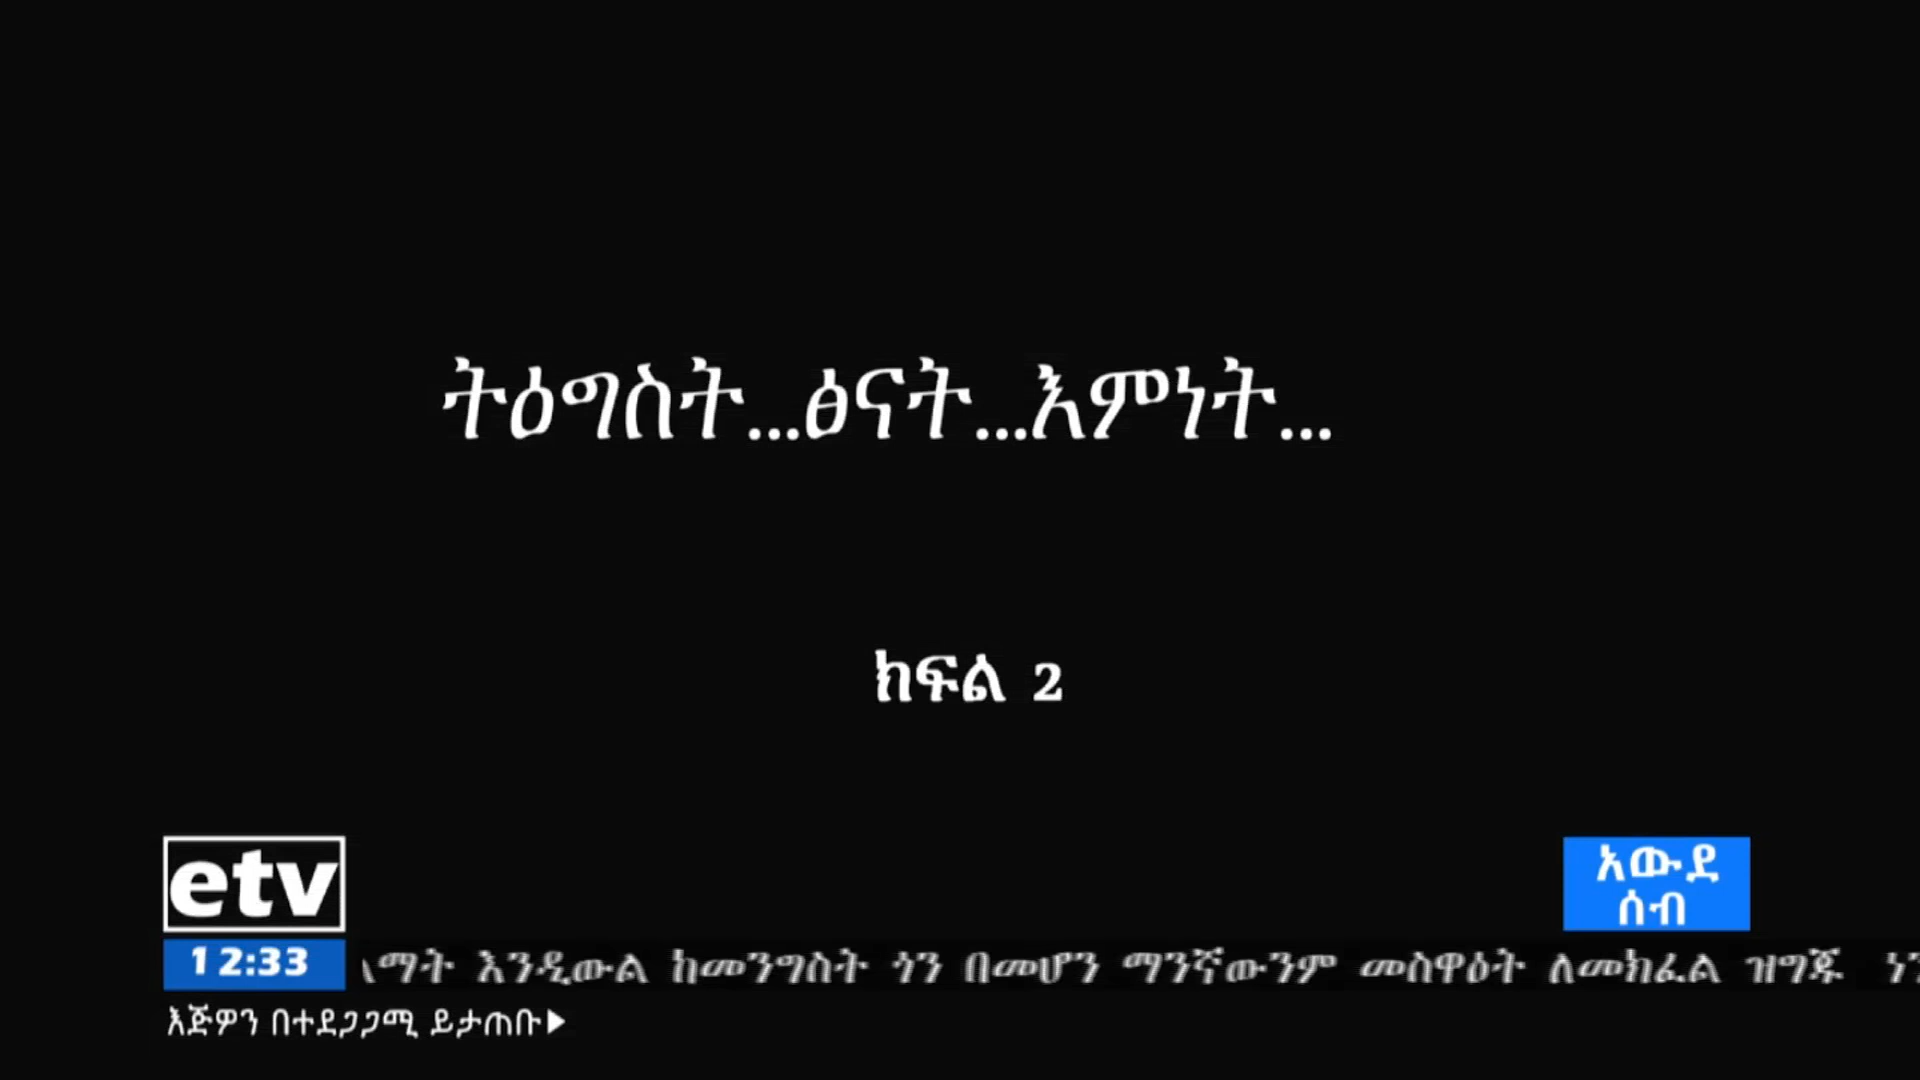 ትዕግስት...ፅናት...እምነት...
ክፍል 2
etv
አውደ
ሰብ
12:33
እንዲውል ከመንግስት ጎን በመሆን ማንኛውንም መስዋዕት ለመክፈል ዝግጁ
እጅዎን በተደጋጋሚ ይታጠቡ▶